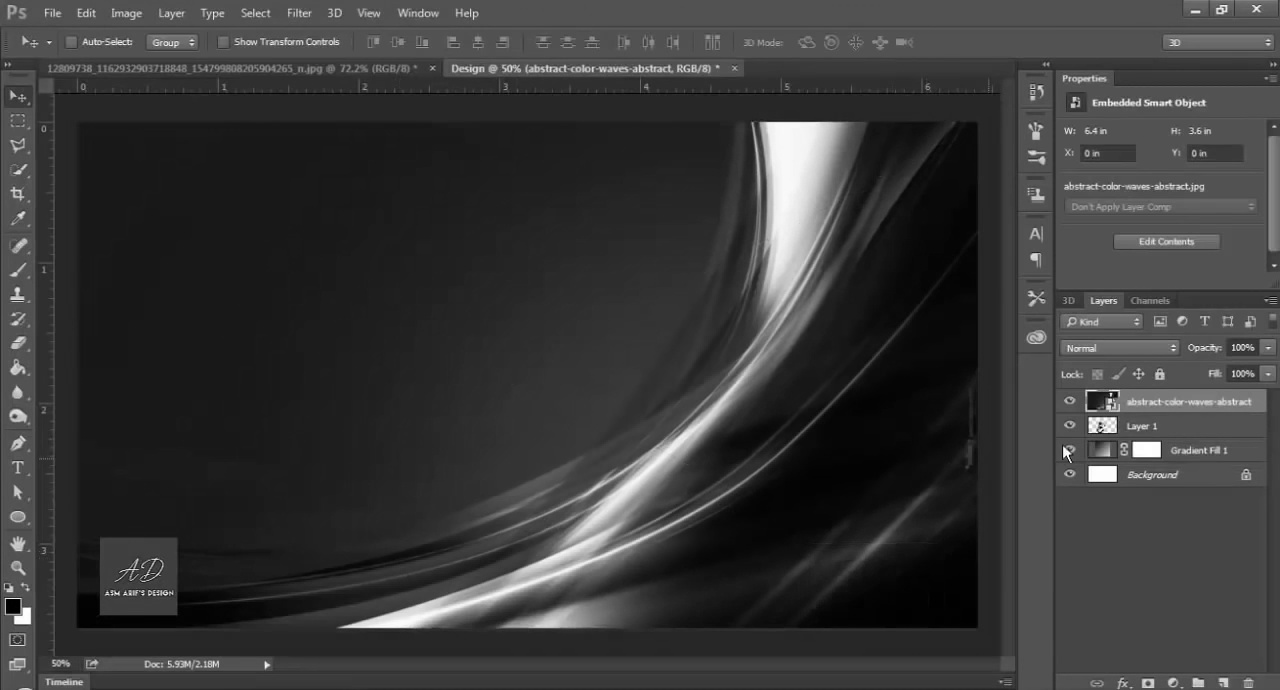 Ps File Edit Image Layer Type Select Filter 3D View Window Help
Auto-Select: Group Show Transform Controls 3D Mode: 3D
12809738_1162932903718848_154799808205904265_n.jpg @ 72.2% (RGB/8) * × Design @ 50% (abstract-color-waves-abstract, RGB/8) * ×
0 1 2 3 4 5 6
0
1
2
3
AD
ASM ARIF'S DESIGN
50% Doc: 5.93M/2.18M
Timeline
Properties
Embedded Smart Object
W: 6.4 in H: 3.6 in
X: 0 in Y: 0 in
abstract-color-waves-abstract.jpg
Don't Apply Layer Comp
Edit Contents
3D Layers Channels
Kind
Normal Opacity: 100%
Lock: Fill: 100%
abstract-color-waves-abstract
Layer 1
Gradient Fill 1
Background